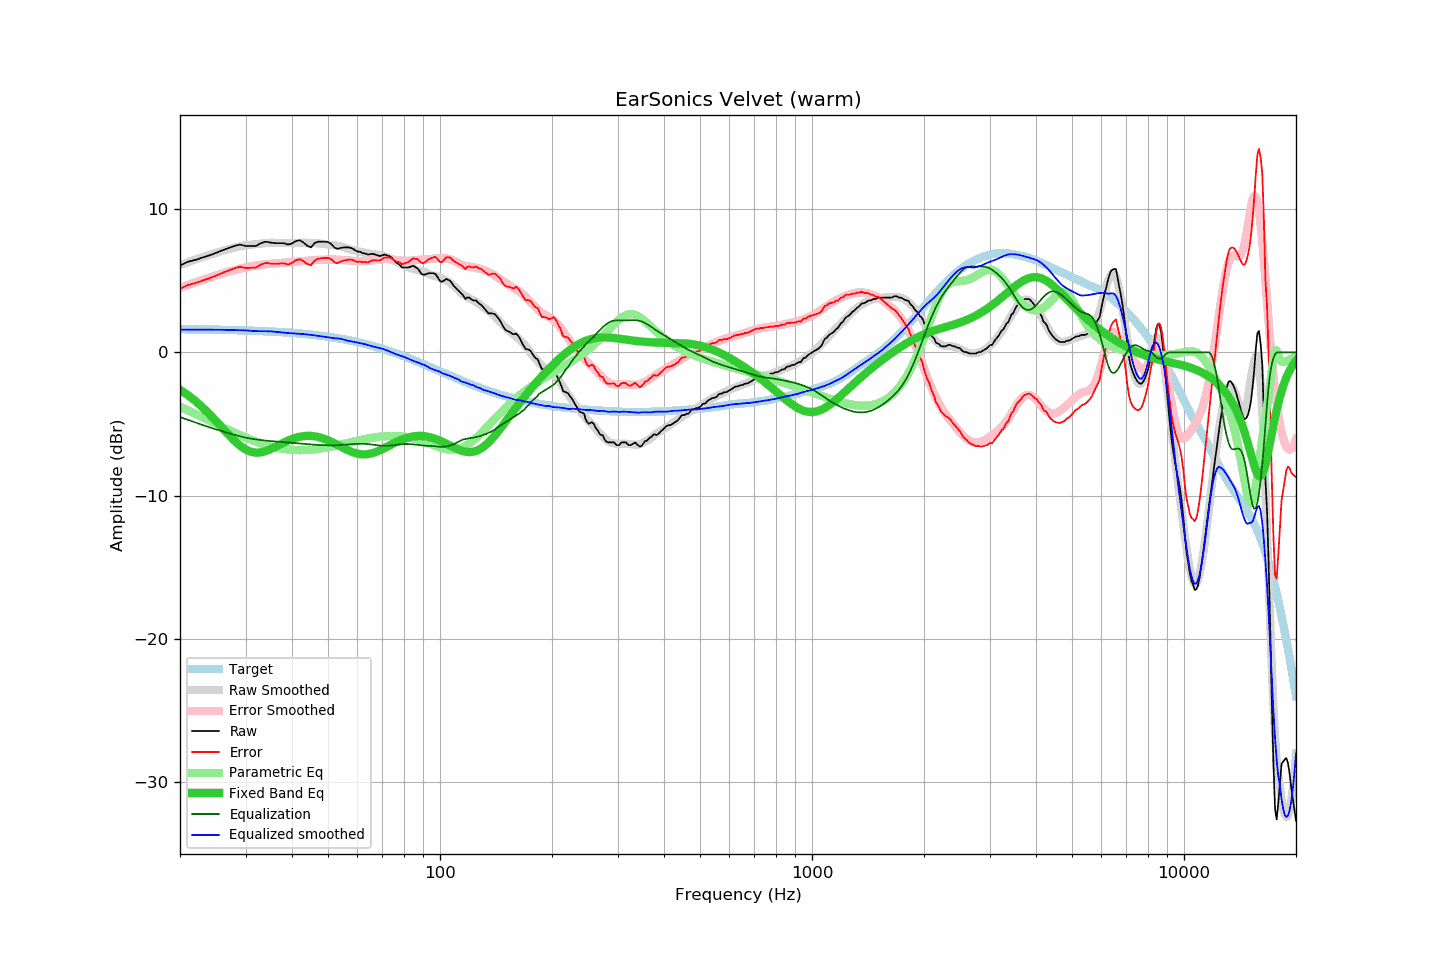 EarSonics Velvet (warm)
10
0
−10
−20
−30
Amplitude (dBr)
Target
Raw Smoothed
Error Smoothed
Raw
Error
Parametric Eq
Fixed Band Eq
Equalization
Equalized smoothed
100
1000
10000
Frequency (Hz)